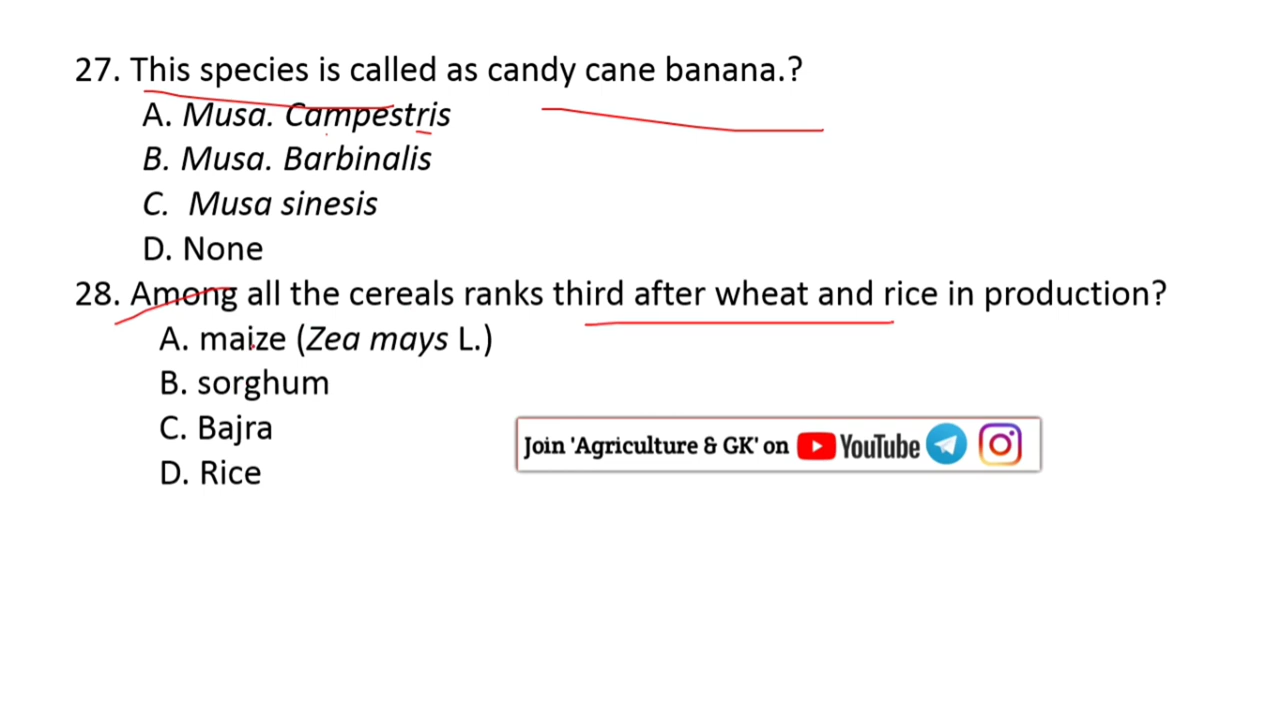 27. This species is called as candy cane banana.?
A. Musa. Campestris
B. Musa. Barbinalis
C. Musa sinesis
D. None
28. Among all the cereals ranks third after wheat and rice in production?
A. maize (Zea mays L.)
B. sorghum
C. Bajra
D. Rice
Join 'Agriculture & GK' on YouTube